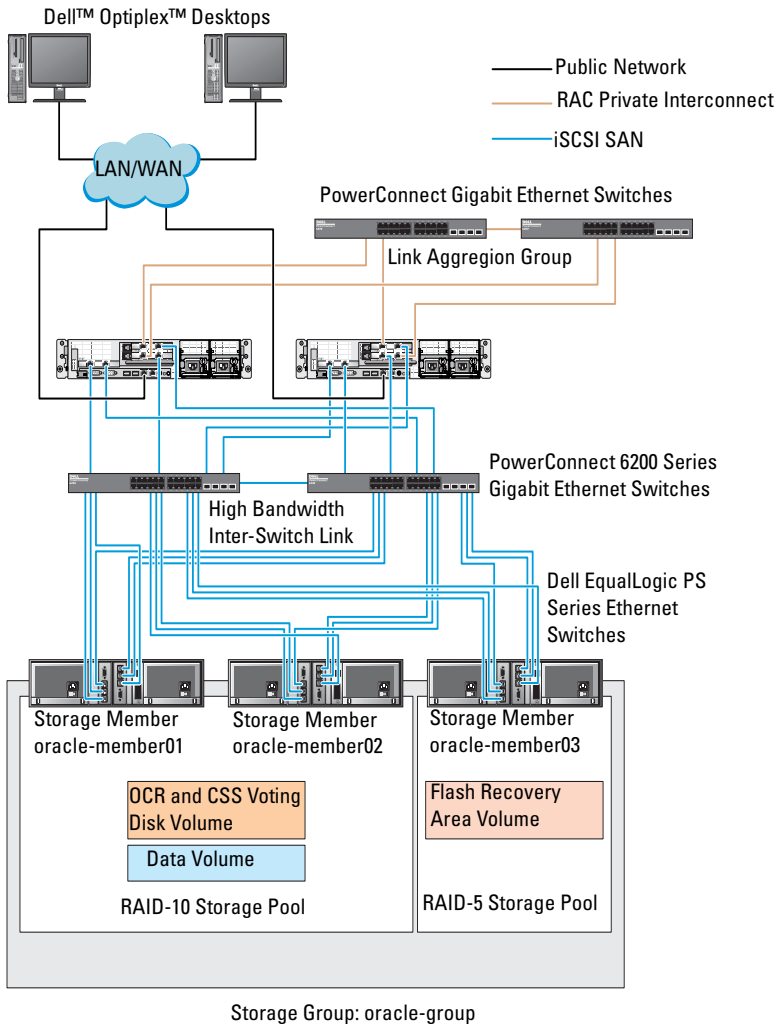 Dell™ Optiplex™ Desktops
Public Network
RAC Private Interconnect
iSCSI SAN
LAN/WAN
PowerConnect Gigabit Ethernet Switches
Link Aggregion Group
PowerConnect 6200 Series
Gigabit Ethernet Switches
High Bandwidth
Inter-Switch Link
Dell EqualLogic PS
Series Ethernet
Switches
Storage Member
oracle-member01
Storage Member
oracle-member02
Storage Member
oracle-member03
OCR and CSS Voting
Disk Volume
Data Volume
Flash Recovery
Area Volume
RAID-10 Storage Pool
RAID-5 Storage Pool
Storage Group: oracle-group